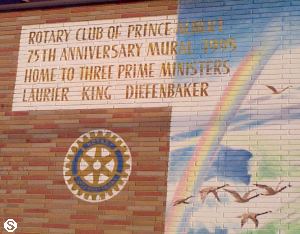 ROTARY CLUB OF PRINCE ALBERT
75TH ANNIVERSARY MURAL 1995
HOME TO THREE PRIME MINISTERS
LAURIER KING DIEFENBAKER